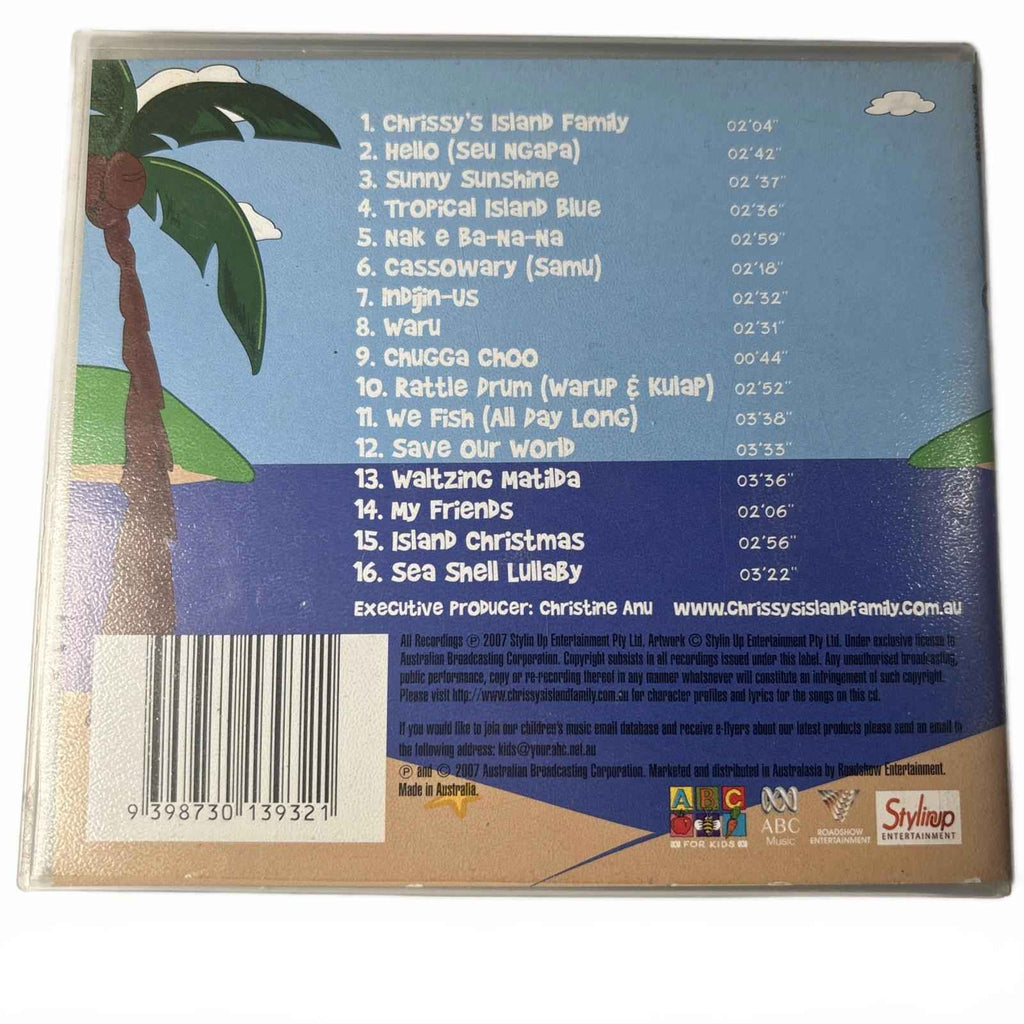 1. Chrissy's Island Family 02'04"
2. Hello (Seu Ngapa) 02'42"
3. Sunny Sunshine 02'37"
4. Tropical Island Blue 02'36"
5. Nak e Ba-Na-Na 02'59"
6. Cassowary (Samu) 02'18"
7. Indijin-us 02'32"
8. Waru 02'31"
9. Chugga Choo 00'44"
10. Rattle Drum (Warup & Kulap) 02'52"
11. We Fish (All Day Long) 03'38"
12. Save Our World 03'33"
13. Waltzing Matilda 03'36"
14. My Friends 02'06"
15. Island Christmas 02'56"
16. Sea Shell Lullaby 03'22"
Executive Producer: Christine Anu www.chrissysislandfamily.com.au
All Recordings ℗ 2007 Stylin Up Entertainment Pty Ltd. Artwork © Stylin Up Entertainment Pty Ltd. Under exclusive license to
Australian Broadcasting Corporation. Copyright subsists in all recordings issued under this label. Any unauthorised broadcasting,
public performance, copy or re-recording thereof in any manner whatsoever will constitute an infringement of such copyright.
Please visit http://www.chrissysislandfamily.com.au for character profiles and lyrics for the songs on this cd.
If you would like to join our children's music email database and receive e-flyers about our latest products please send an email to
the following address: kids@your.abc.net.au
℗ and © 2007 Australian Broadcasting Corporation. Marketed and distributed in Australasia by Roadshow Entertainment.
Made in Australia.
9 398730 139321
ABC
FOR KIDS
ABC
Music
ROADSHOW
ENTERTAINMENT
Stylinup
ENTERTAINMENT